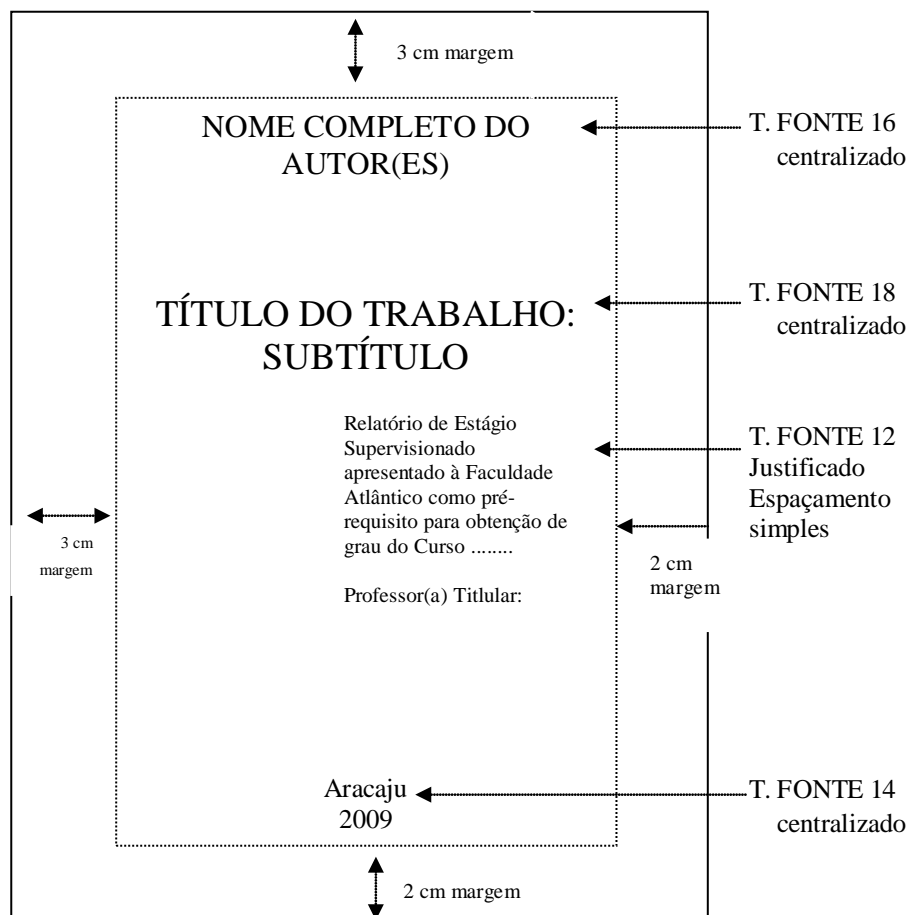 3 cm margem
NOME COMPLETO DO
AUTOR(ES)
T. FONTE 16
centralizado
TÍTULO DO TRABALHO:
SUBTÍTULO
T. FONTE 18
centralizado
Relatório de Estágio
Supervisionado
apresentado à Faculdade
Atlântico como pré-
requisito para obtenção de
grau do Curso ........
Professor(a) Titlular:
T. FONTE 12
Justificado
Espaçamento
simples
3 cm
margem
2 cm
margem
Aracaju
2009
T. FONTE 14
centralizado
2 cm margem